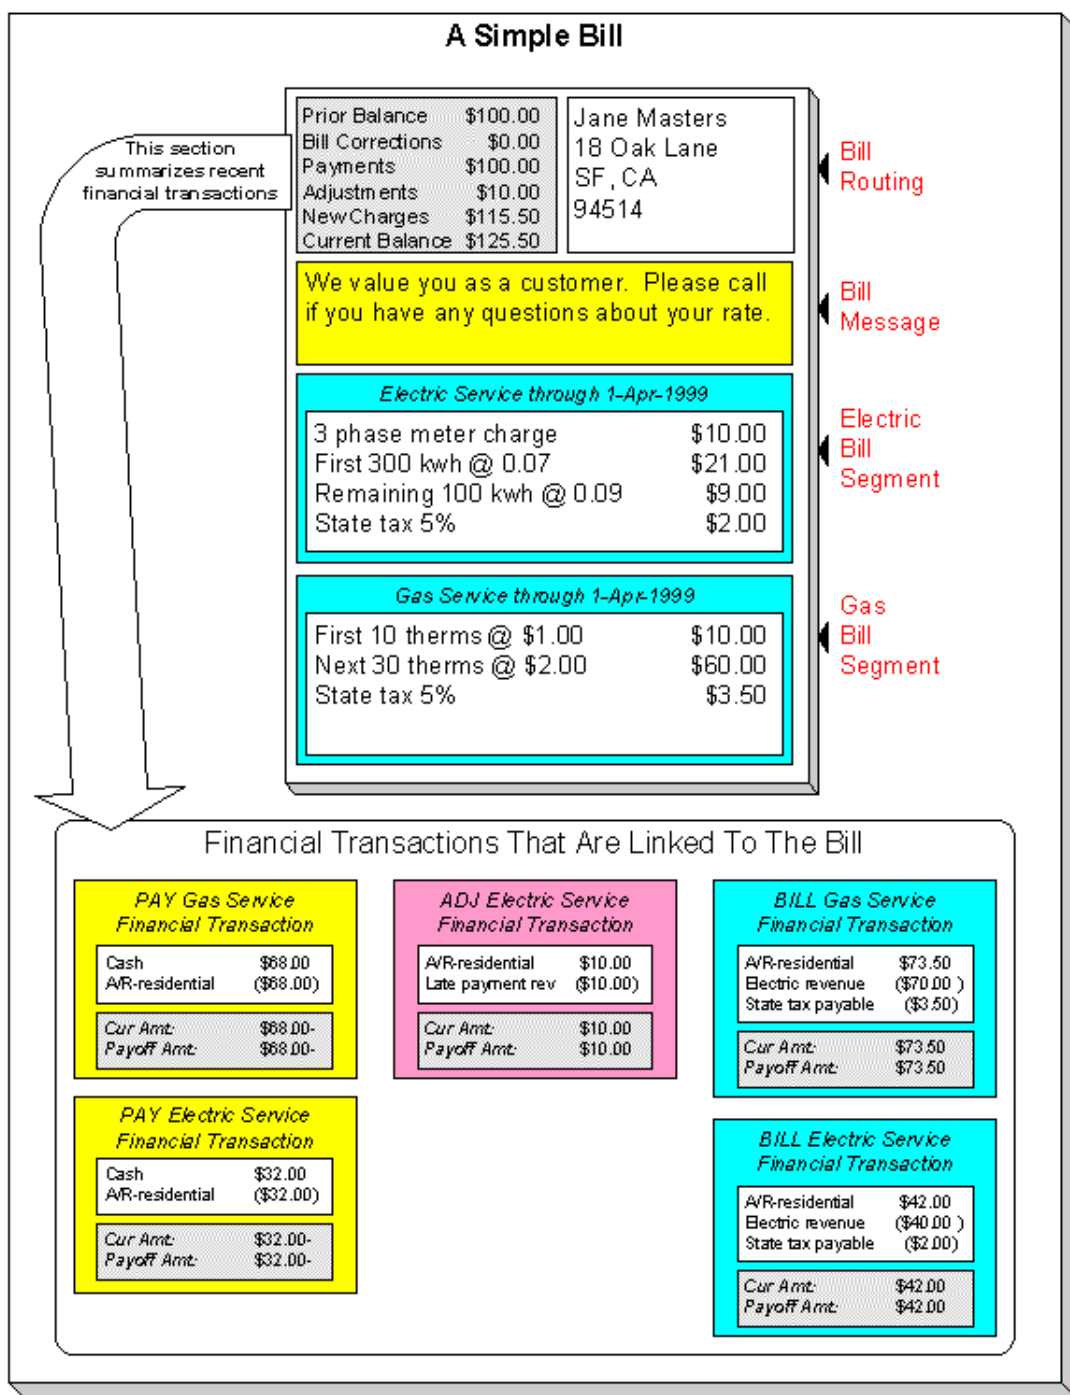 A Simple Bill
This section
summarizes recent
financial transactions
Prior Balance $100.00
Bill Corrections $0.00
Payments $100.00
Adjustments $10.00
New Charges $115.50
Current Balance $125.50
Jane Masters
18 Oak Lane
SF, CA
94514
Bill
Routing
We value you as a customer. Please call
if you have any questions about your rate.
Bill
Message
Electric Service through 1-Apr-1999
3 phase meter charge $10.00
First 300 kwh @ 0.07 $21.00
Remaining 100 kwh @ 0.09 $9.00
State tax 5% $2.00
Electric
Bill
Segment
Gas Service through 1-Apr-1999
First 10 therms @ $1.00 $10.00
Next 30 therms @ $2.00 $60.00
State tax 5% $3.50
Gas
Bill
Segment
Financial Transactions That Are Linked To The Bill
PAY Gas Service
Financial Transaction
Cash $68.00
A/R-residential ($68.00)
Cur Amt: $68.00-
Payoff Amt: $68.00-
ADJ Electric Service
Financial Transaction
A/R-residential $10.00
Late payment rev ($10.00)
Cur Amt: $10.00
Payoff Amt: $10.00
BILL Gas Service
Financial Transaction
A/R-residential $73.50
Electric revenue ($70.00 )
State tax payable ($3.50)
Cur Amt: $73.50
Payoff Amt: $73.50
PAY Electric Service
Financial Transaction
Cash $32.00
A/R-residential ($32.00)
Cur Amt: $32.00-
Payoff Amt: $32.00-
BILL Electric Service
Financial Transaction
A/R-residential $42.00
Electric revenue ($40.00 )
State tax payable ($2.00)
Cur Amt: $42.00
Payoff Amt: $42.00